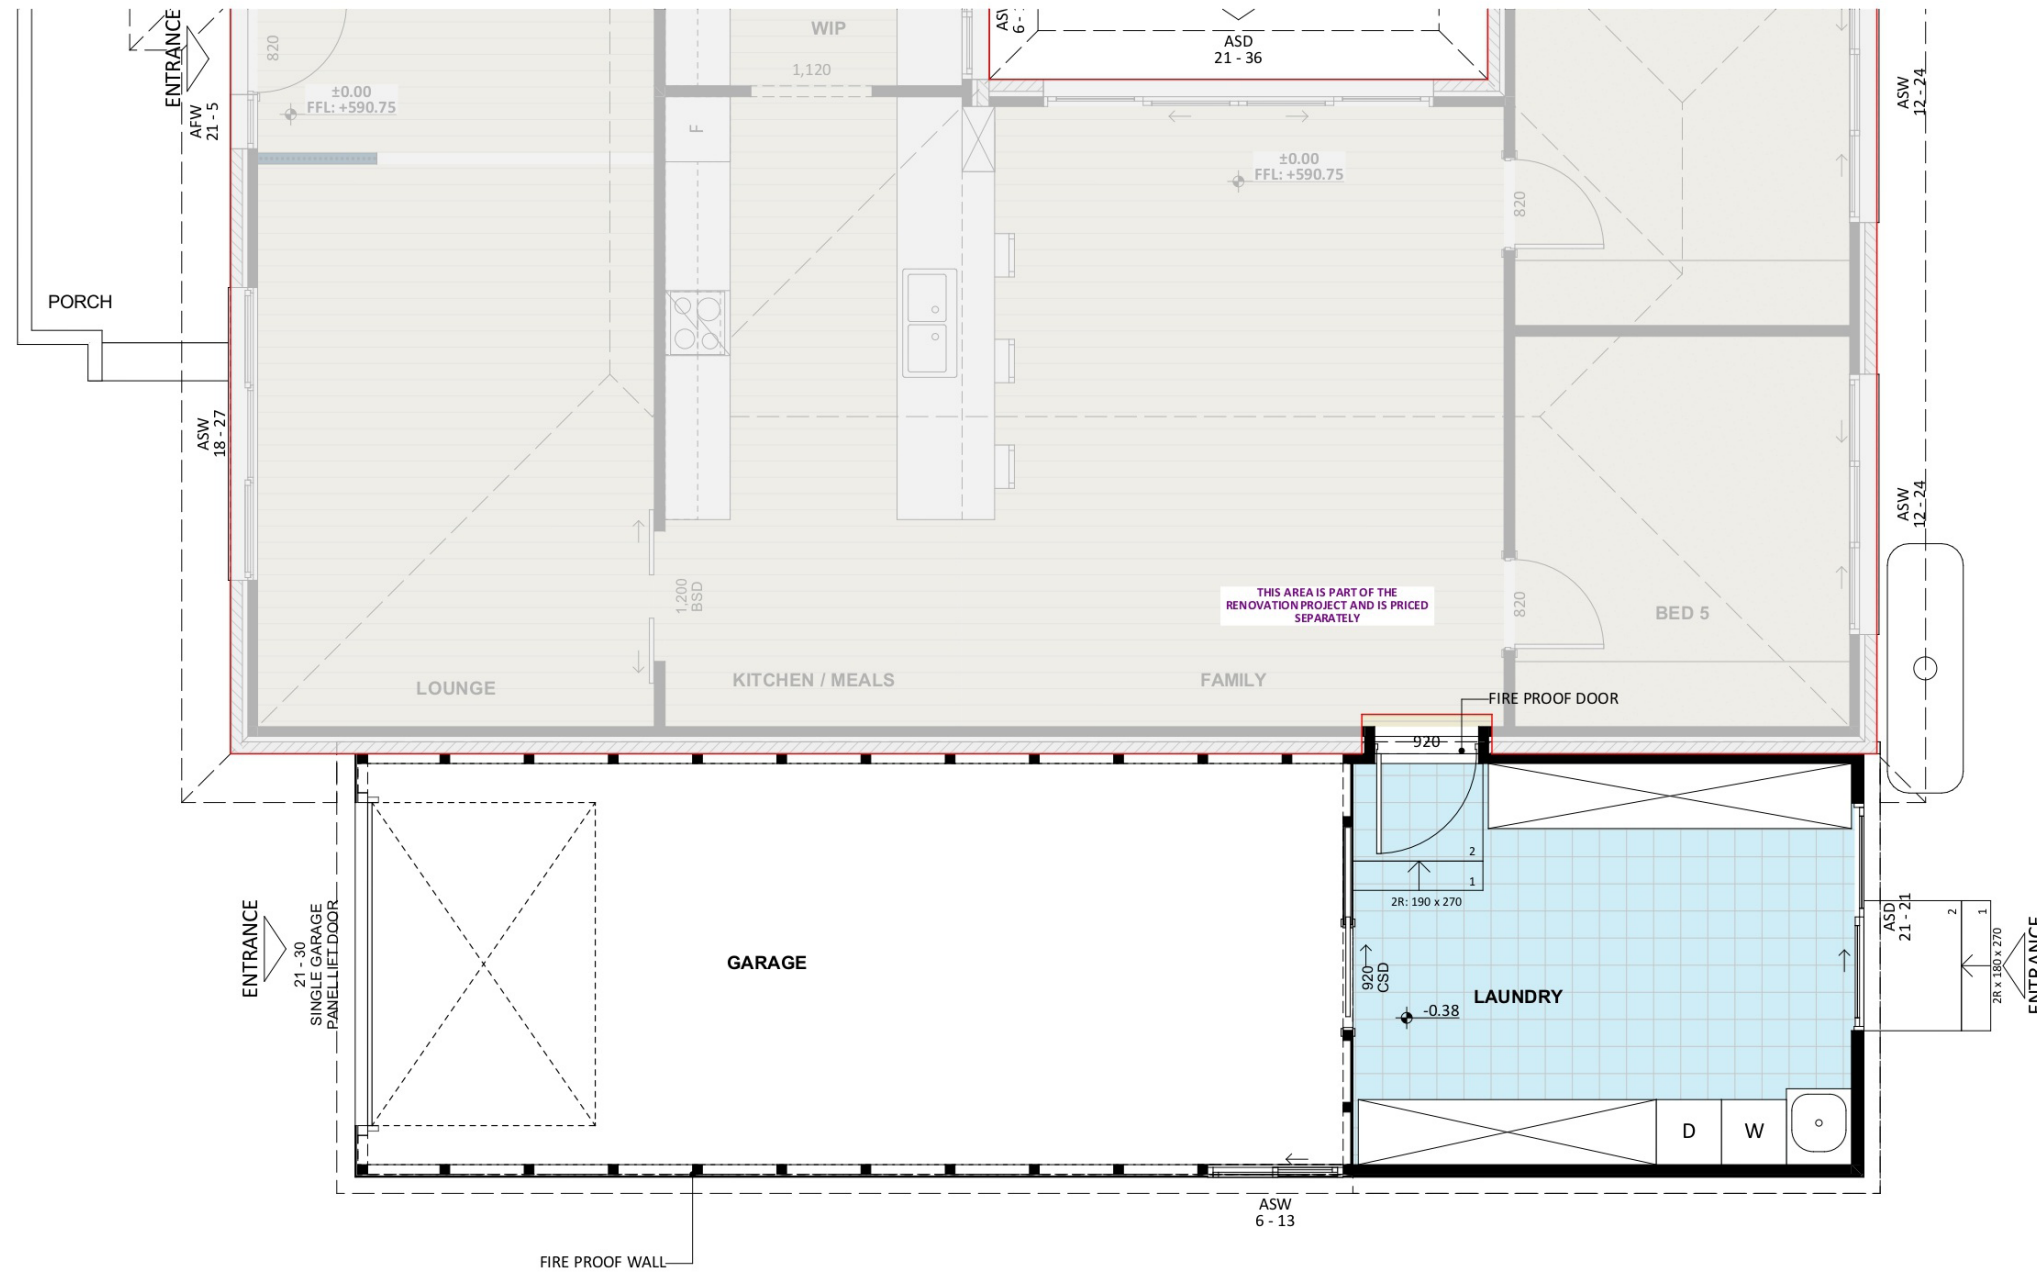 ENTRANCE
820
±0.00
FFL: +590.75
AFW
21 - 5
WIP
1,120
F
ASD
21 - 36
±0.00
FFL: +590.75
820
ASW
12 - 24
PORCH
ASW
18 - 27
ASW
12 - 24
1,200
BSD
THIS AREA IS PART OF THE
RENOVATION PROJECT AND IS PRICED
SEPARATELY
820
BED 5
LOUNGE
KITCHEN / MEALS
FAMILY
FIRE PROOF DOOR
920
2
1
2R: 190 x 270
ENTRANCE
21 - 30
SINGLE GARAGE
PANEL LIFT DOOR
GARAGE
920
CSD
LAUNDRY
-0.38
ASD
21 - 21
2
1
2R x 180 x 270
ENTRANCE
D
W
ASW
6 - 13
FIRE PROOF WALL